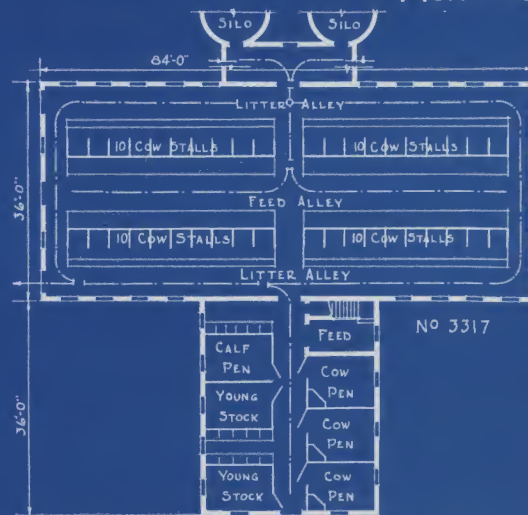 SILO SILO
84'-0"
LITTER ALLEY
10 COW STALLS 10 COW STALLS
36'-0"
FEED ALLEY
10 COW STALLS 10 COW STALLS
LITTER ALLEY
No 3317
FEED
CALF PEN
COW PEN
36'-0"
YOUNG STOCK
COW PEN
YOUNG STOCK
COW PEN